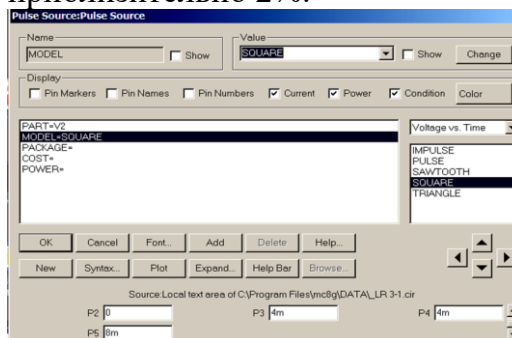 приблизительно 2%.
Pulse Source:Pulse Source
Name
Value
MODEL
Show
SQUARE
Show
Change
Display
Pin Markers
Pin Names
Pin Numbers
Current
Power
Condition
Color
PART=V2
MODEL=SQUARE
PACKAGE=
COST=
POWER=
Voltage vs. Time
IMPULSE
PULSE
SAWTOOTH
SQUARE
TRIANGLE
OK
Cancel
Font...
Add
Delete
Help...
New
Syntax...
Plot
Expand...
Help Bar
Browse...
Source:Local text area of C:\Program Files\mc8g\DATA\_LR 3-1.cir
P2 0
P3 4m
P4 4m
P5 8m